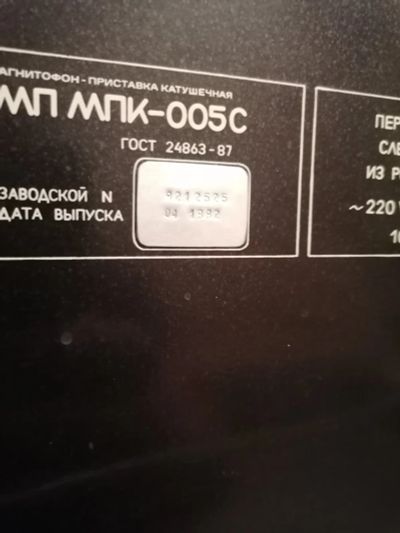 АГНИТОФОН - ПРИСТАВКА КАТУШЕЧНАЯ
МП МПК-005С
ГОСТ 24863-87
ЗАВОДСКОЙ N 9212525
ДАТА ВЫПУСКА 04 1992
ПЕР
СЛЕ
ИЗ Р
~220